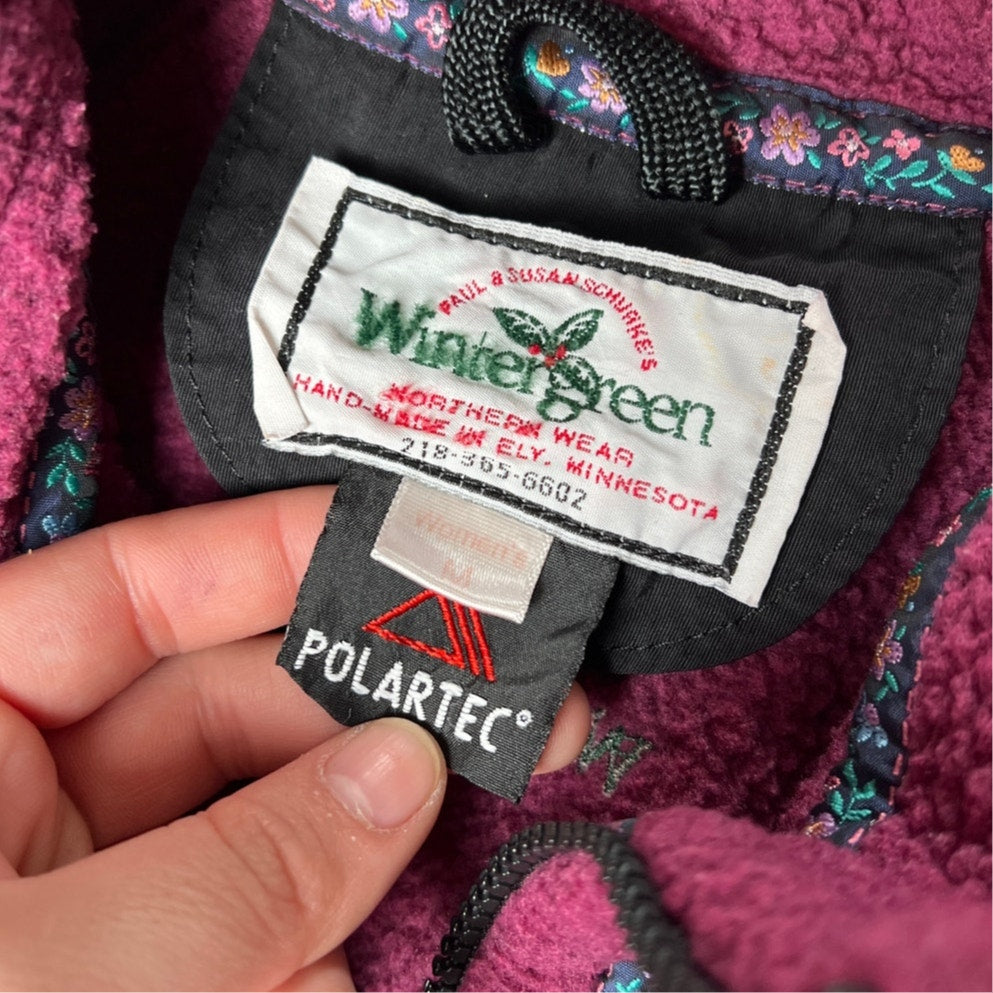 PAUL & SUSAN SCHURKE'S
Wintergreen
NORTHERN WEAR
HAND-MADE IN ELY, MINNESOTA
218-365-6602
Women's
M
POLARTEC®